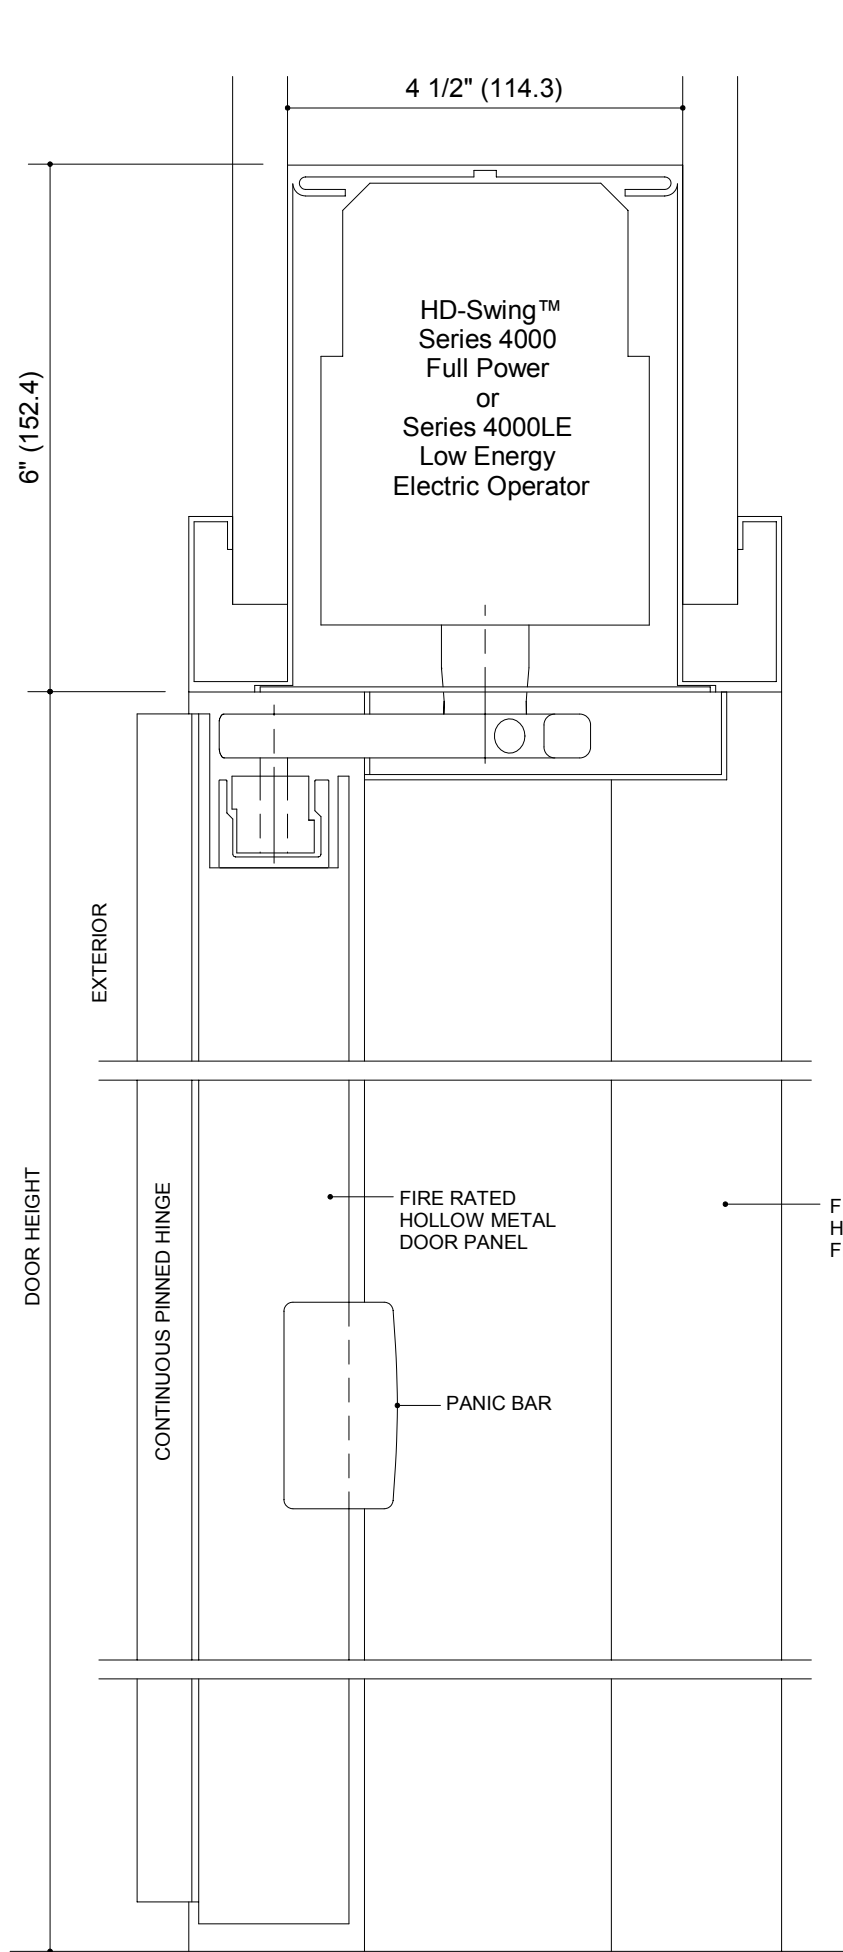 4 1/2" (114.3)
6" (152.4)
HD-Swing™
Series 4000
Full Power
or
Series 4000LE
Low Energy
Electric Operator
EXTERIOR
DOOR HEIGHT
CONTINUOUS PINNED HINGE
FIRE RATED
HOLLOW METAL
DOOR PANEL
F
H
F
PANIC BAR